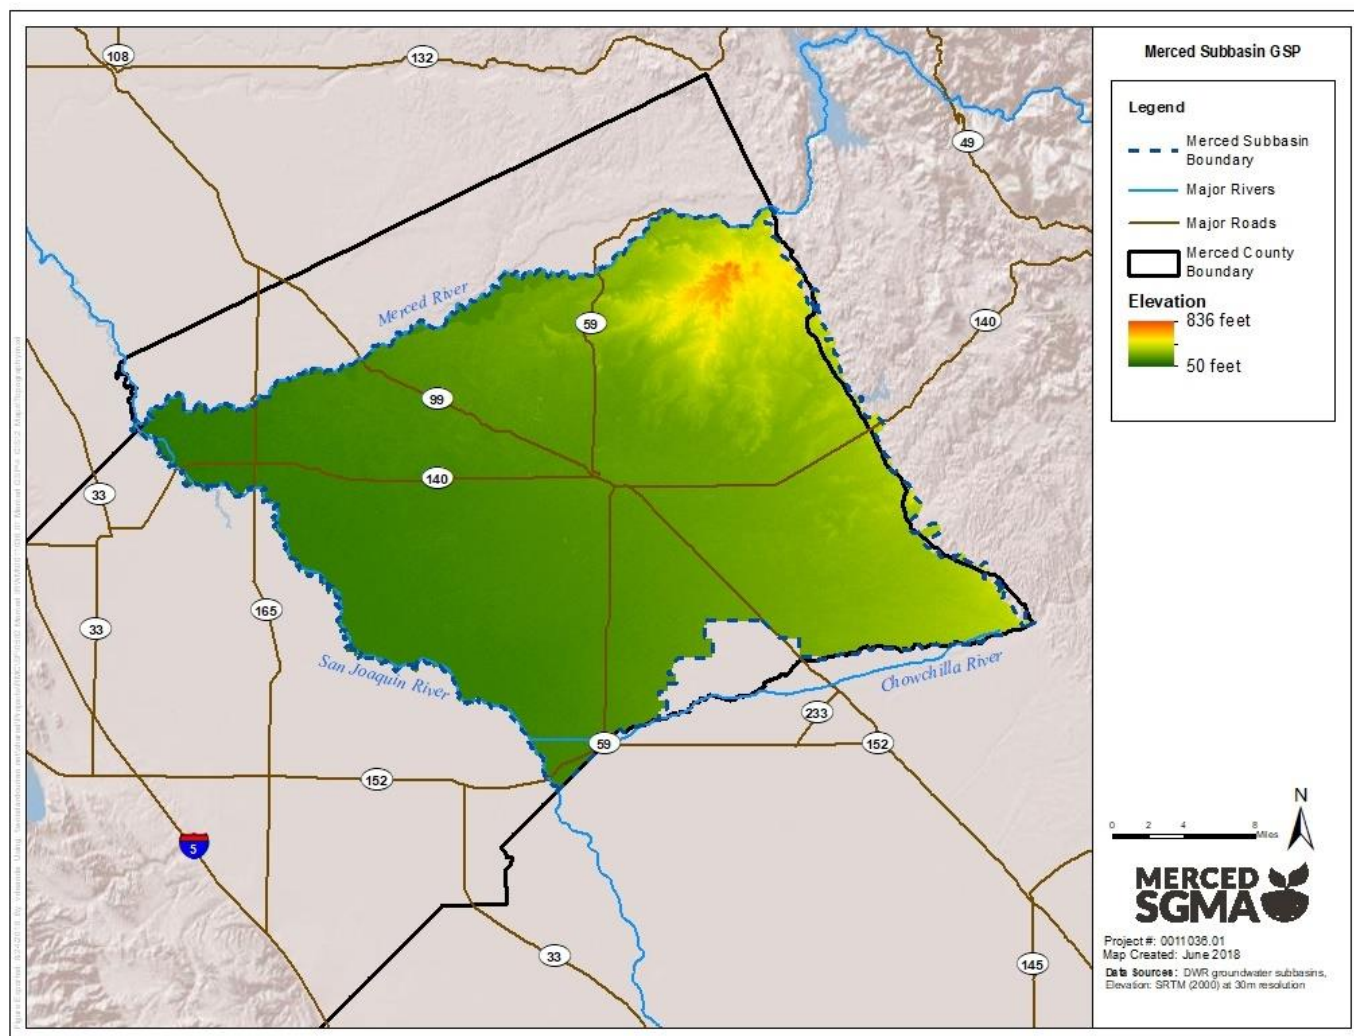 Merced Subbasin GSP
Legend
Merced Subbasin
Boundary
Major Rivers
Major Roads
Merced County
Boundary
Elevation
836 feet
50 feet
108
132
49
Merced River
59
140
99
140
33
165
33
San Joaquin River
Chowchilla River
233
59
152
152
5
33
145
N
0 2 4 8
Miles
MERCED
SGMA
Project #: 0011036.01
Map Created: June 2018
Data Sources: DWR groundwater subbasins,
Elevation: SRTM (2000) at 30m resolution